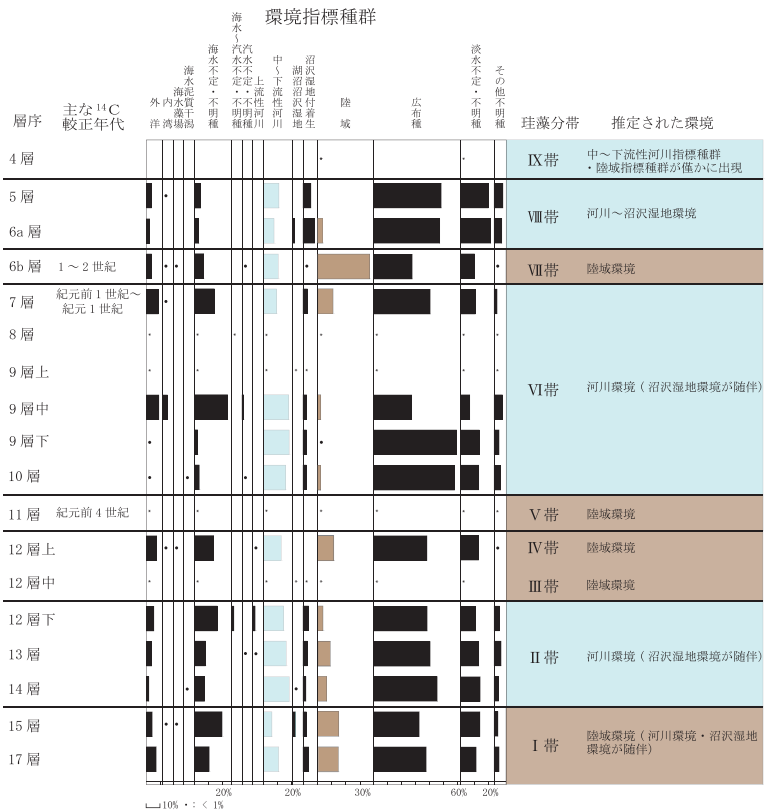 環境指標種群
層序
主な¹⁴C
較正年代
外洋
内湾
海水藻場
海水泥質干潟
海水不定・不明種
海水~汽水不定・不明種
汽水不定・不明種
上流性河川
中~下流性河川
湖沼沼沢湿地
沼沢湿地付着生
陸域
広布種
淡水不定・不明種
その他不明種
珪藻分帯
推定された環境
4層
Ⅸ帯
中~下流性河川指標種群
・陸域指標種群が僅かに出現
5層
6a層
Ⅷ帯
河川~沼沢湿地環境
6b層
1~2世紀
Ⅶ帯
陸域環境
7層
紀元前1世紀~
紀元1世紀
8層
9層上
9層中
9層下
10層
Ⅵ帯
河川環境(沼沢湿地環境が随伴)
11層
紀元前4世紀
Ⅴ帯
陸域環境
12層上
Ⅳ帯
陸域環境
12層中
Ⅲ帯
陸域環境
12層下
13層
14層
Ⅱ帯
河川環境(沼沢湿地環境が随伴)
15層
17層
Ⅰ帯
陸域環境(河川環境・沼沢湿地
環境が随伴)
20% 20% 30% 60% 20%
10% ・:< 1%